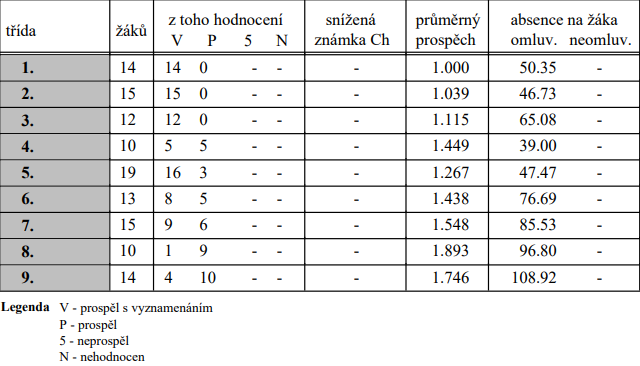 třída žáků z toho hodnocení snížená průměrný absence na žáka
V P 5 N známka Ch prospěch omluv. neomluv.
1. 14 14 0 - - - 1.000 50.35 -
2. 15 15 0 - - - 1.039 46.73 -
3. 12 12 0 - - - 1.115 65.08 -
4. 10 5 5 - - - 1.449 39.00 -
5. 19 16 3 - - - 1.267 47.47 -
6. 13 8 5 - - - 1.438 76.69 -
7. 15 9 6 - - - 1.548 85.53 -
8. 10 1 9 - - - 1.893 96.80 -
9. 14 4 10 - - - 1.746 108.92 -
Legenda V - prospěl s vyznamenáním
P - prospěl
5 - neprospěl
N - nehodnocen